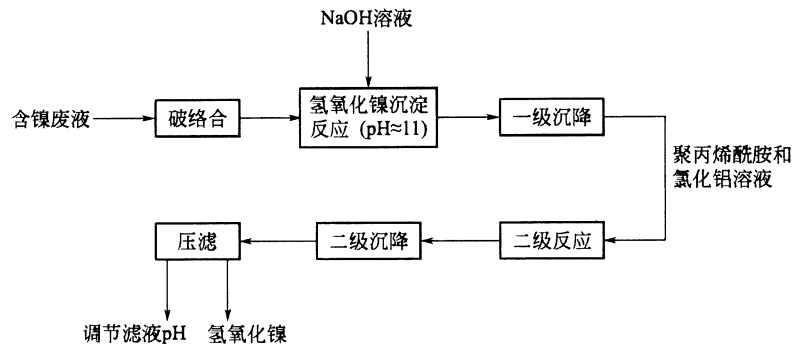 NaOH溶液
含镍废液
破络合
氢氧化镍沉淀
反应 (pH≈11)
一级沉降
聚丙烯酰胺和
氯化铝溶液
压滤
二级沉降
二级反应
调节滤液pH
氢氧化镍